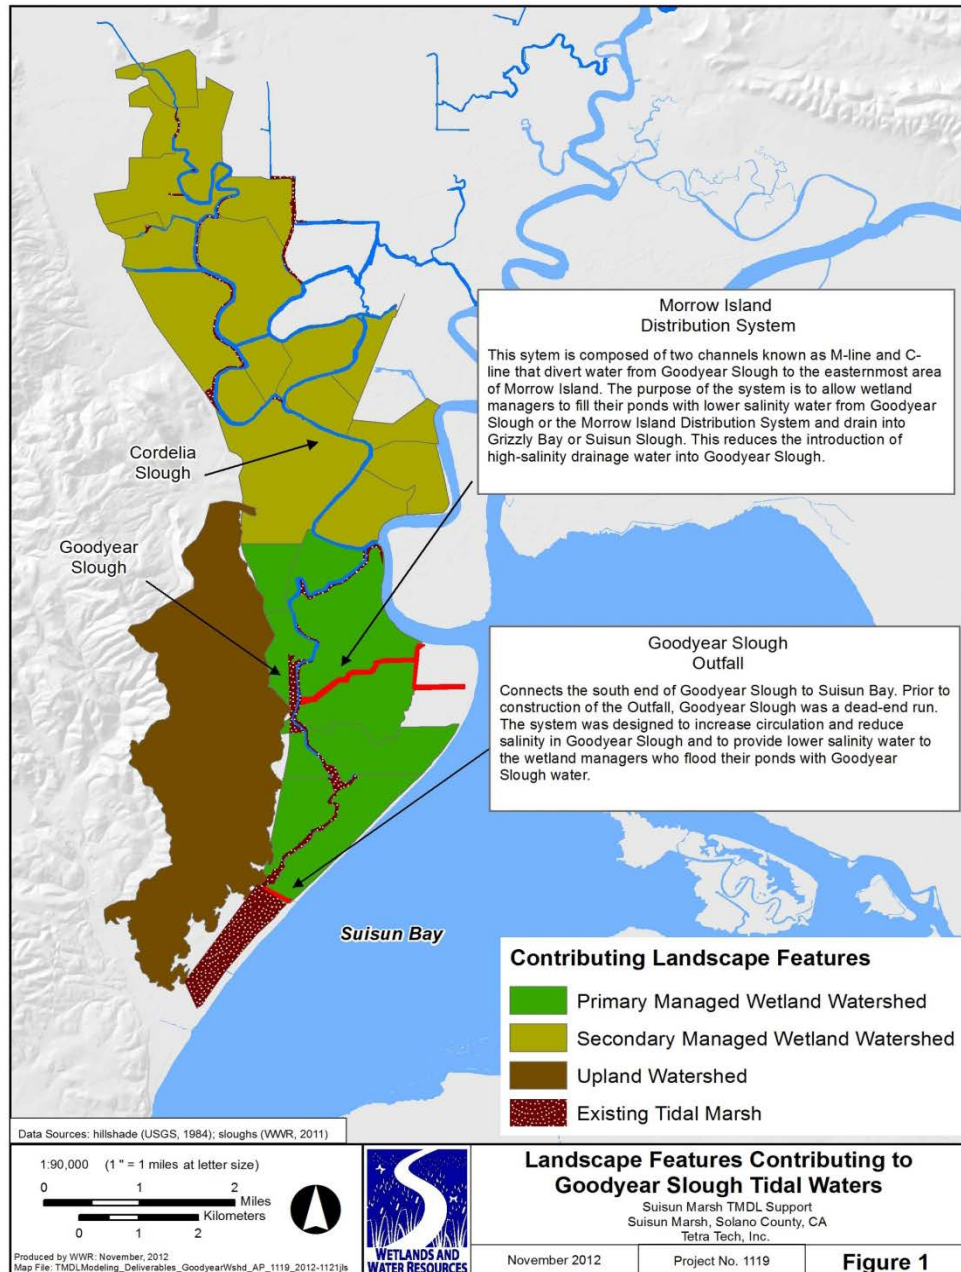 Morrow Island
Distribution System
This sytem is composed of two channels known as M-line and C-
line that divert water from Goodyear Slough to the easternmost area
of Morrow Island. The purpose of the system is to allow wetland
managers to fill their ponds with lower salinity water from Goodyear
Slough or the Morrow Island Distribution System and drain into
Grizzly Bay or Suisun Slough. This reduces the introduction of
high-salinity drainage water into Goodyear Slough.
Cordelia
Slough
Goodyear
Slough
Goodyear Slough
Outfall
Connects the south end of Goodyear Slough to Suisun Bay. Prior to
construction of the Outfall, Goodyear Slough was a dead-end run.
The system was designed to increase circulation and reduce
salinity in Goodyear Slough and to provide lower salinity water to
the wetland managers who flood their ponds with Goodyear
Slough water.
Suisun Bay
Contributing Landscape Features
Primary Managed Wetland Watershed
Secondary Managed Wetland Watershed
Upland Watershed
Existing Tidal Marsh
Data Sources: hillshade (USGS, 1984); sloughs (WWR, 2011)
1:90,000 (1 " = 1 miles at letter size)
0 1 2
Miles
Kilometers
0 1 2
Produced by WWR: November, 2012
Map File: TMDLModeling_Deliverables_GoodyearWshd_AP_1119_2012-1121jls
WETLANDS AND
WATER RESOURCES
Landscape Features Contributing to
Goodyear Slough Tidal Waters
Suisun Marsh TMDL Support
Suisun Marsh, Solano County, CA
Tetra Tech, Inc.
November 2012
Project No. 1119
Figure 1